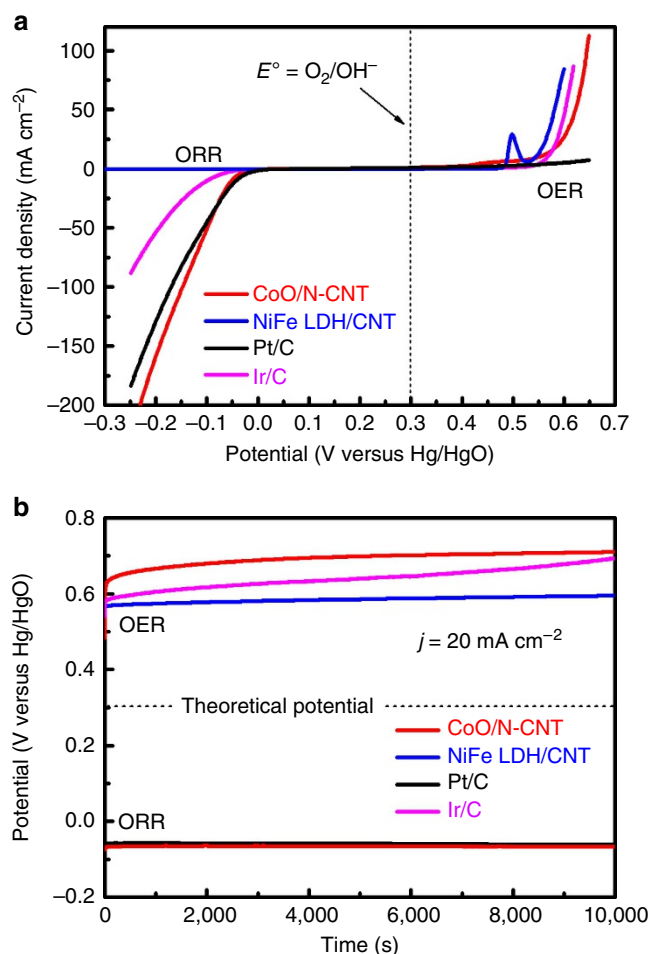 a
100
50
0
−50
−100
−150
−200
Current density (mA cm⁻²)
E° = O₂/OH⁻
ORR
OER
CoO/N-CNT
NiFe LDH/CNT
Pt/C
Ir/C
−0.3 −0.2 −0.1 0.0 0.1 0.2 0.3 0.4 0.5 0.6 0.7
Potential (V versus Hg/HgO)
b
0.8
0.6
0.4
0.2
0.0
−0.2
Potential (V versus Hg/HgO)
OER
j = 20 mA cm⁻²
Theoretical potential
CoO/N-CNT
NiFe LDH/CNT
Pt/C
Ir/C
ORR
0 2,000 4,000 6,000 8,000 10,000
Time (s)